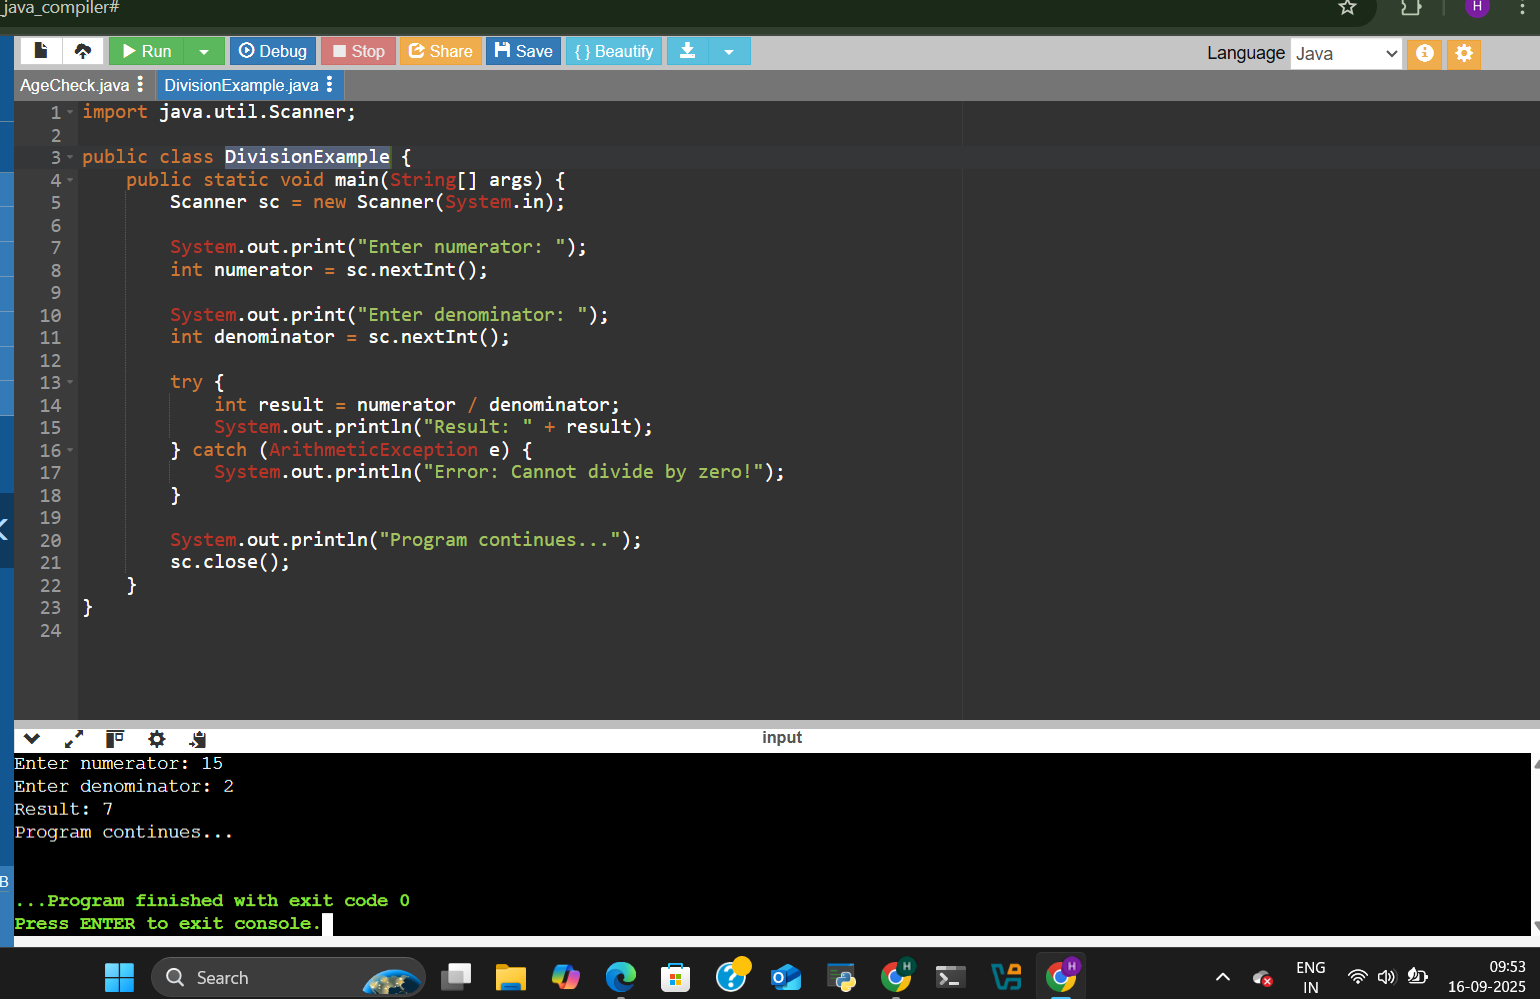 java_compiler#
H
Run
Debug
Stop
Share
Save
{ } Beautify
Language
Java
AgeCheck.java
DivisionExample.java
1 import java.util.Scanner;
2
3 public class DivisionExample {
4     public static void main(String[] args) {
5         Scanner sc = new Scanner(System.in);
6
7         System.out.print("Enter numerator: ");
8         int numerator = sc.nextInt();
9
10         System.out.print("Enter denominator: ");
11         int denominator = sc.nextInt();
12
13         try {
14             int result = numerator / denominator;
15             System.out.println("Result: " + result);
16         } catch (ArithmeticException e) {
17             System.out.println("Error: Cannot divide by zero!");
18         }
19
20         System.out.println("Program continues...");
21         sc.close();
22     }
23 }
24
input
Enter numerator: 15
Enter denominator: 2
Result: 7
Program continues...
B
...Program finished with exit code 0
Press ENTER to exit console.
Search
H
H
ENG
IN
09:53
16-09-2025